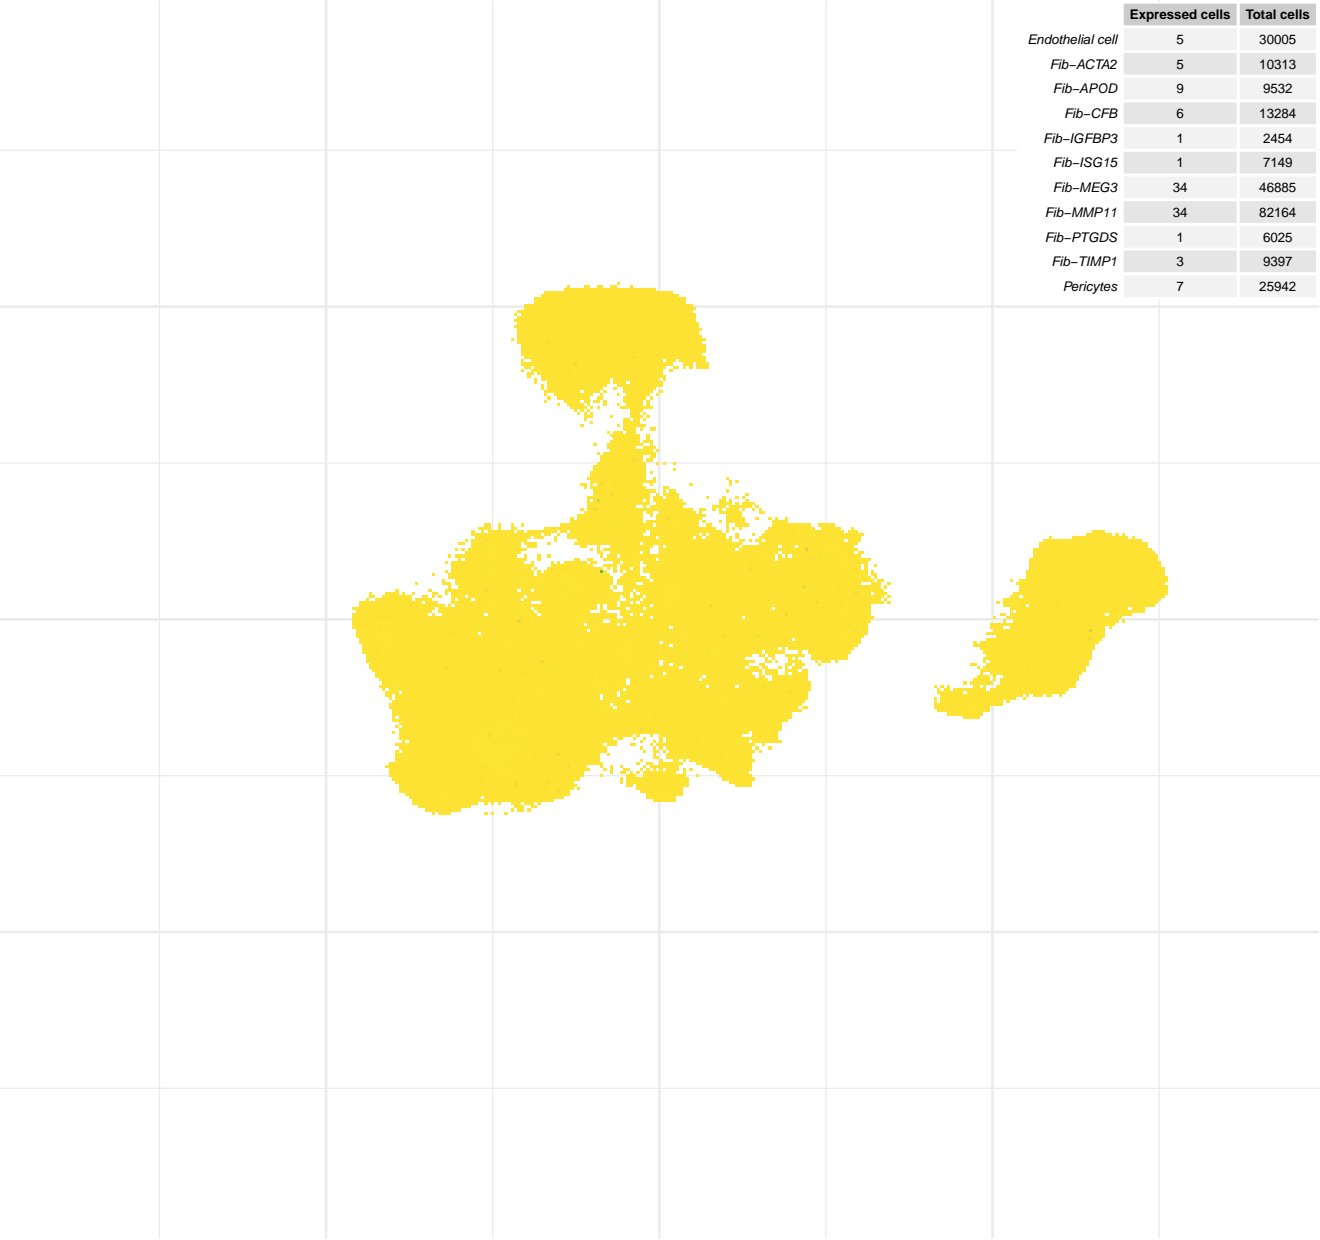 Expressed cells Total cells
Endothelial cell 5 30005
Fib−ACTA2 5 10313
Fib−APOD 9 9532
Fib−CFB 6 13284
Fib−IGFBP3 1 2454
Fib−ISG15 1 7149
Fib−MEG3 34 46885
Fib−MMP11 34 82164
Fib−PTGDS 1 6025
Fib−TIMP1 3 9397
Pericytes 7 25942